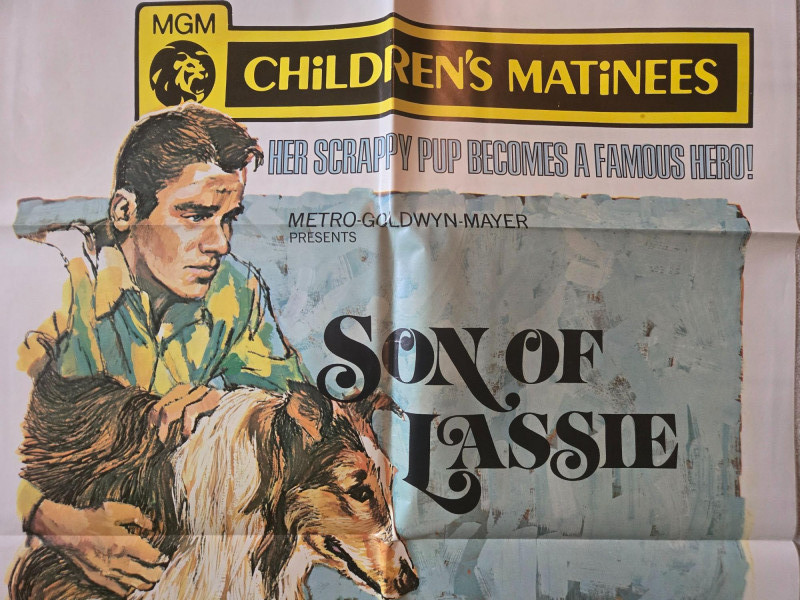 MGM
CHiLDREN'S MATiNEES
HER SCRAPPY PUP BECOMES A FAMOUS HERO!
METRO-GOLDWYN-MAYER
PRESENTS
SON OF
LASSIE